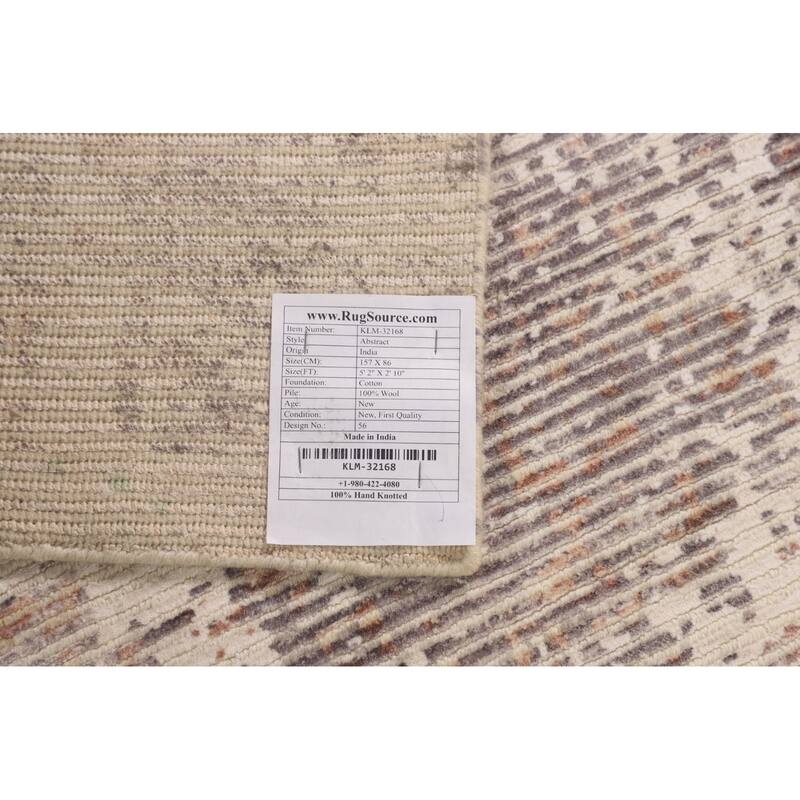 www.RugSource.com
Item Number: KLM-32168
Style: Abstract
Origin: India
Size(CM): 157 X 86
Size(FT): 5' 2" X 2' 10"
Foundation: Cotton
Pile: 100% Wool
Age: New
Condition: New, First Quality
Design No.: 56
Made in India
KLM-32168
+1-980-422-4080
100% Hand Knotted